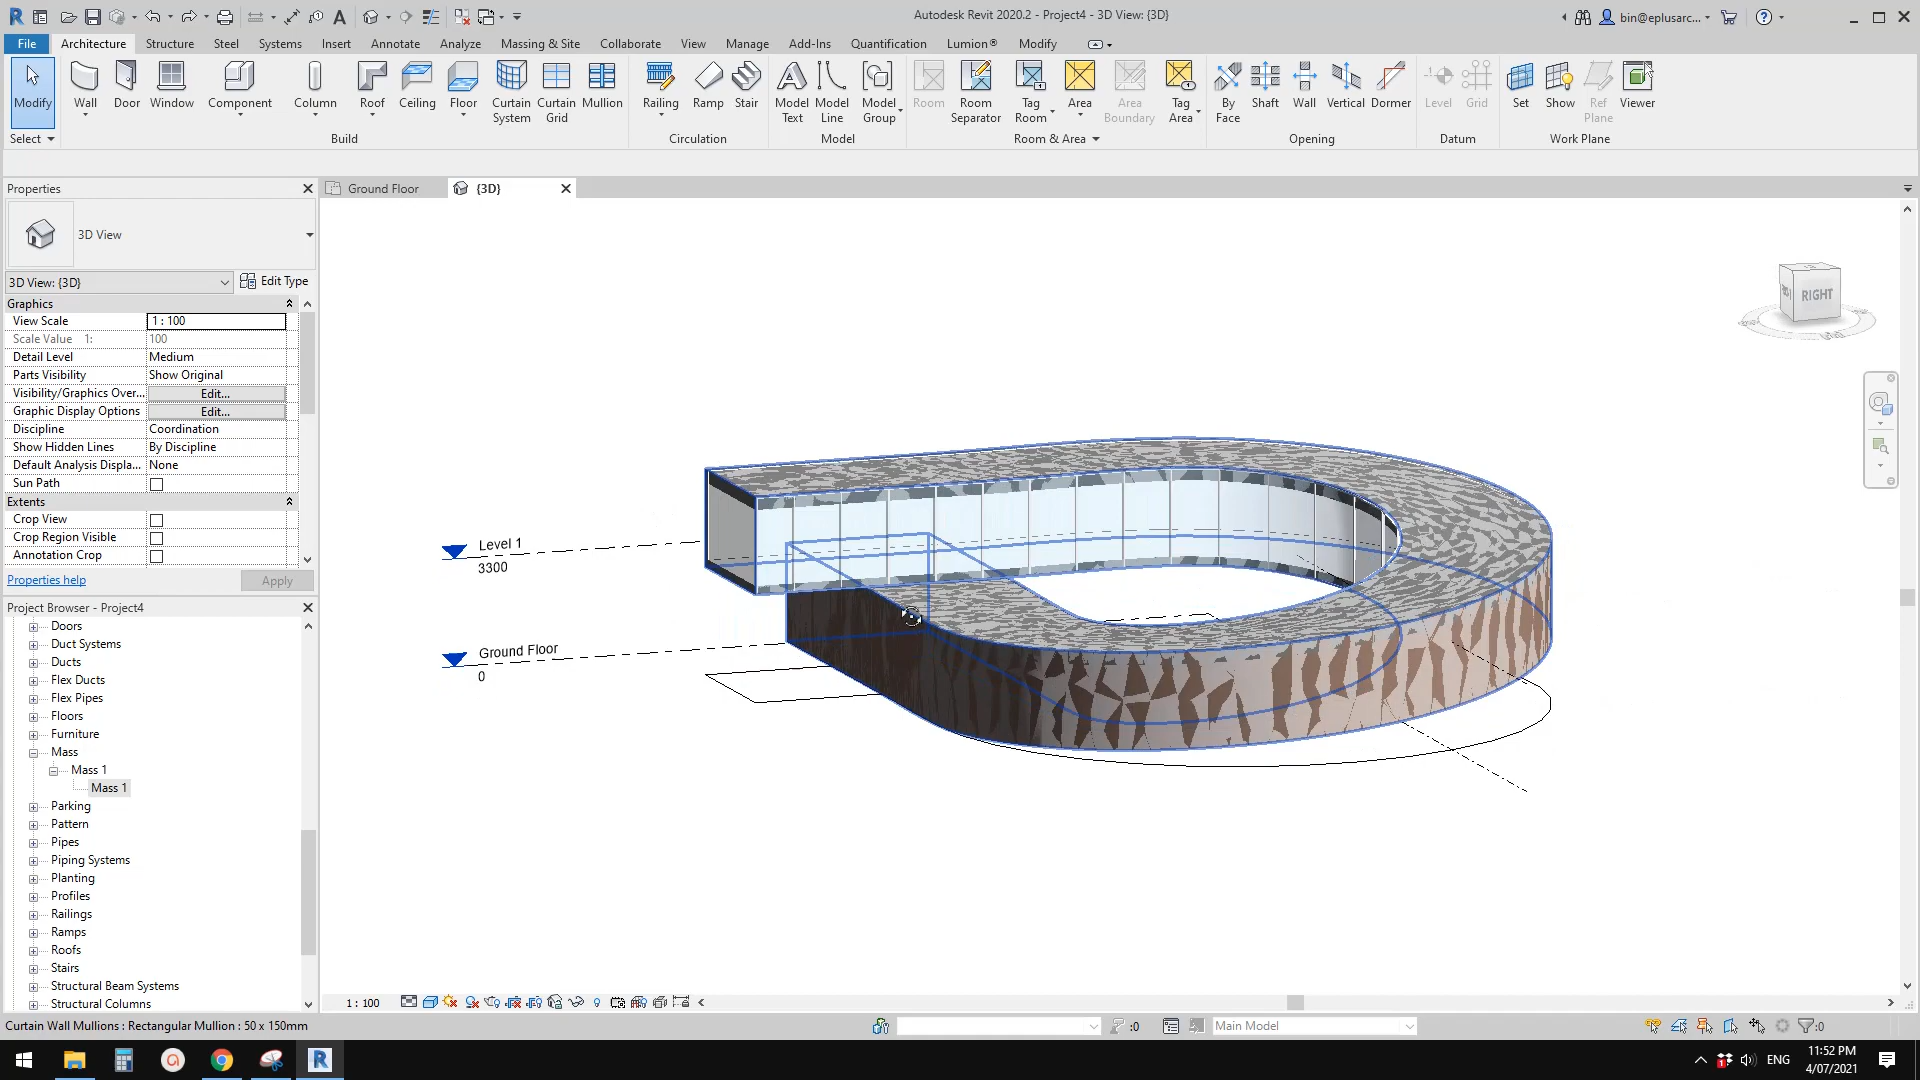 Autodesk Revit 2020.2 - Project4 - 3D View: {3D}
bin@eplusarc...
File Architecture Structure Steel Systems Insert Annotate Analyze Massing & Site Collaborate View Manage Add-Ins Quantification Lumion® Modify
Modify Wall Door Window Component Column Roof Ceiling Floor Curtain System Curtain Grid Mullion Railing Ramp Stair Model Text Model Line Model Group Room Room Separator Tag Room Area Area Boundary Tag Area By Face Shaft Wall Vertical Dormer Level Grid Set Show Ref Plane Viewer
Select Build Circulation Model Room & Area Opening Datum Work Plane
Properties
Ground Floor
{3D}
3D View
3D View: {3D}
Edit Type
Graphics
View Scale 1 : 100
Scale Value 1: 100
Detail Level Medium
Parts Visibility Show Original
Visibility/Graphics Over... Edit...
Graphic Display Options Edit...
Discipline Coordination
Show Hidden Lines By Discipline
Default Analysis Displa... None
Sun Path
Extents
Crop View
Crop Region Visible
Annotation Crop
Properties help
Apply
Project Browser - Project4
Doors
Duct Systems
Ducts
Flex Ducts
Flex Pipes
Floors
Furniture
Mass
Mass 1
Mass 1
Parking
Pattern
Pipes
Piping Systems
Planting
Profiles
Railings
Ramps
Roofs
Stairs
Structural Beam Systems
Structural Columns
RIGHT
Level 1
3300
Ground Floor
0
1 : 100
Curtain Wall Mullions : Rectangular Mullion : 50 x 150mm
:0
Main Model
:0
ENG
11:52 PM
4/07/2021